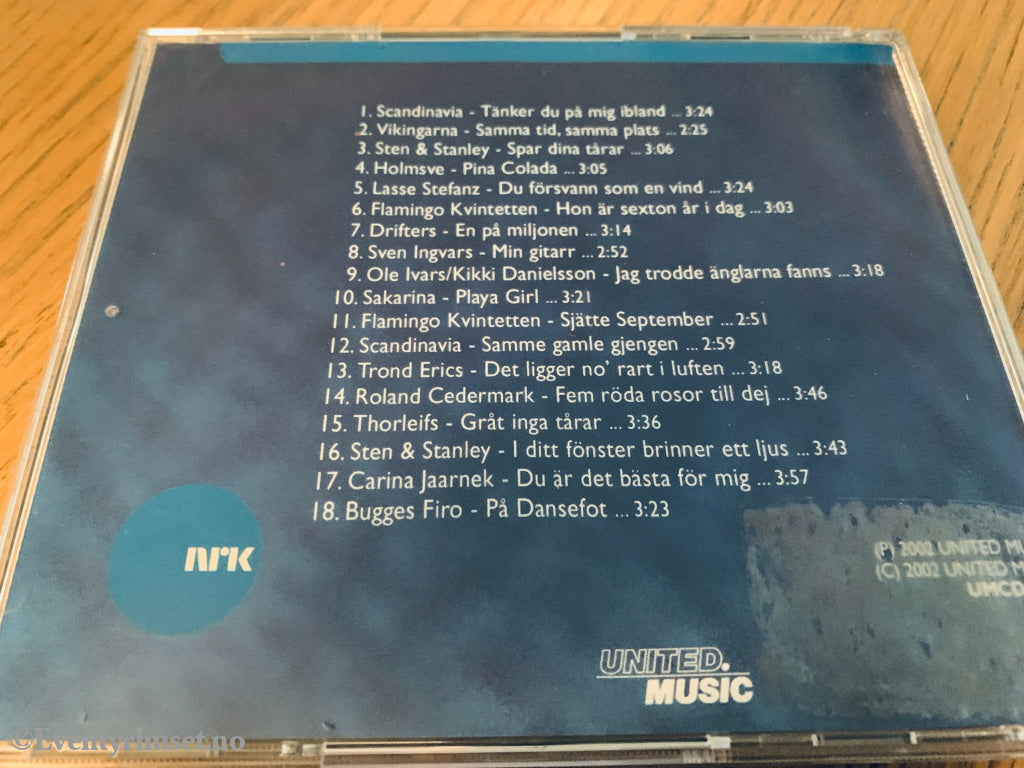 1. Scandinavia - Tänker du på mig ibland ... 3:24
2. Vikingarna - Samma tid, samma plats ... 2:25
3. Sten & Stanley - Spar dina tårar ... 3:06
4. Holmsve - Pina Colada ... 3:05
5. Lasse Stefanz - Du försvann som en vind ... 3:24
6. Flamingo Kvintetten - Hon är sexton år i dag ... 3:03
7. Drifters - En på miljonen ... 3:14
8. Sven Ingvars - Min gitarr ... 2:52
9. Ole Ivars/Kikki Danielsson - Jag trodde änglarna fanns ... 3:18
10. Sakarina - Playa Girl ... 3:21
11. Flamingo Kvintetten - Sjätte September ... 2:51
12. Scandinavia - Samme gamle gjengen ... 2:59
13. Trond Erics - Det ligger no' rart i luften ... 3:18
14. Roland Cedermark - Fem röda rosor till dej ... 3:46
15. Thorleifs - Gråt inga tårar ... 3:36
16. Sten & Stanley - I ditt fönster brinner ett ljus ... 3:43
17. Carina Jaarnek - Du är det bästa för mig ... 3:57
18. Bugges Firo - På Dansefot ... 3:23
(P) 2002 UNITED MU
(C) 2002 UNITED M
UMCD
NRK
UNITED.
MUSIC
©Eventyrhuset.no